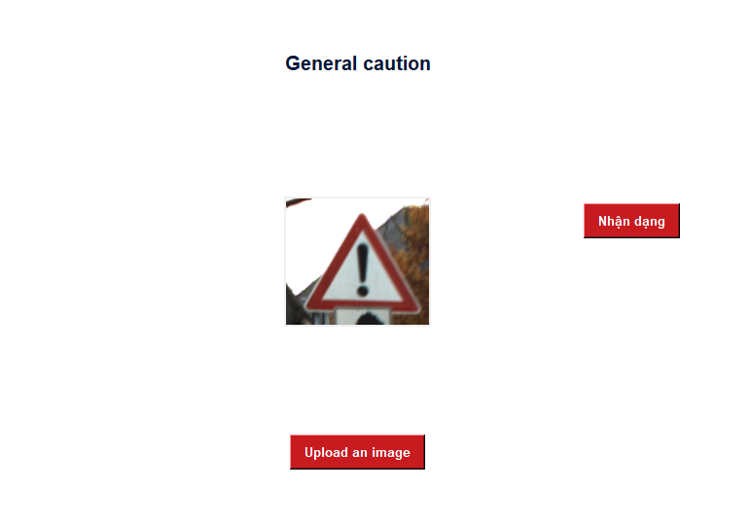 General caution
Nhận dạng
!
Upload an image